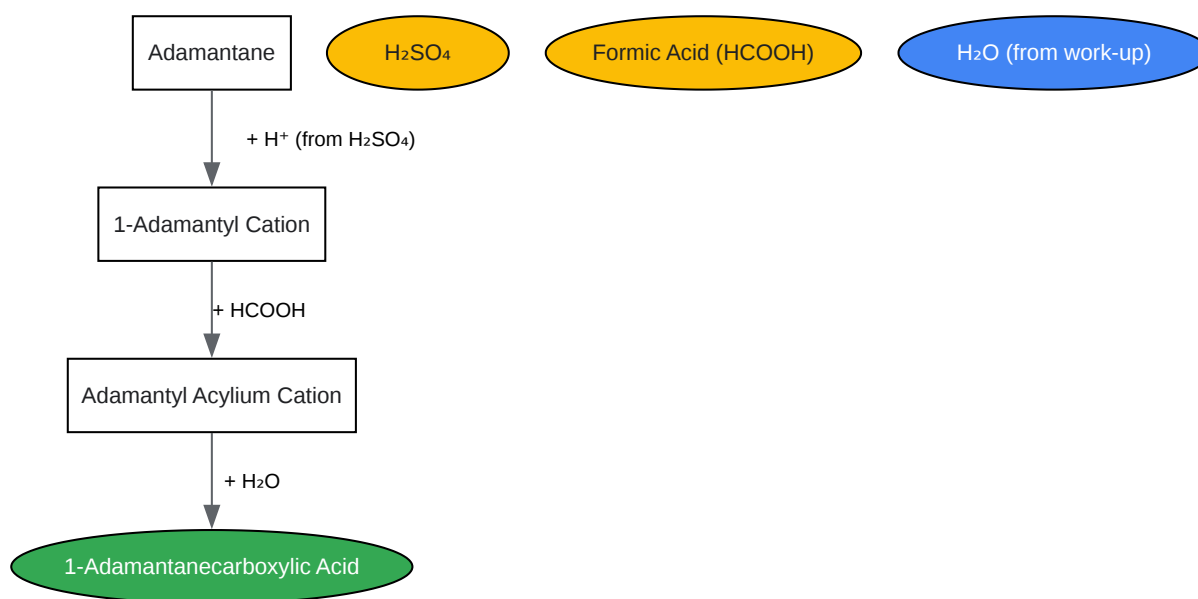 Adamantane
H₂SO₄
Formic Acid (HCOOH)
H₂O (from work-up)
+ H⁺ (from H₂SO₄)
1-Adamantyl Cation
+ HCOOH
Adamantyl Acylium Cation
+ H₂O
1-Adamantanecarboxylic Acid